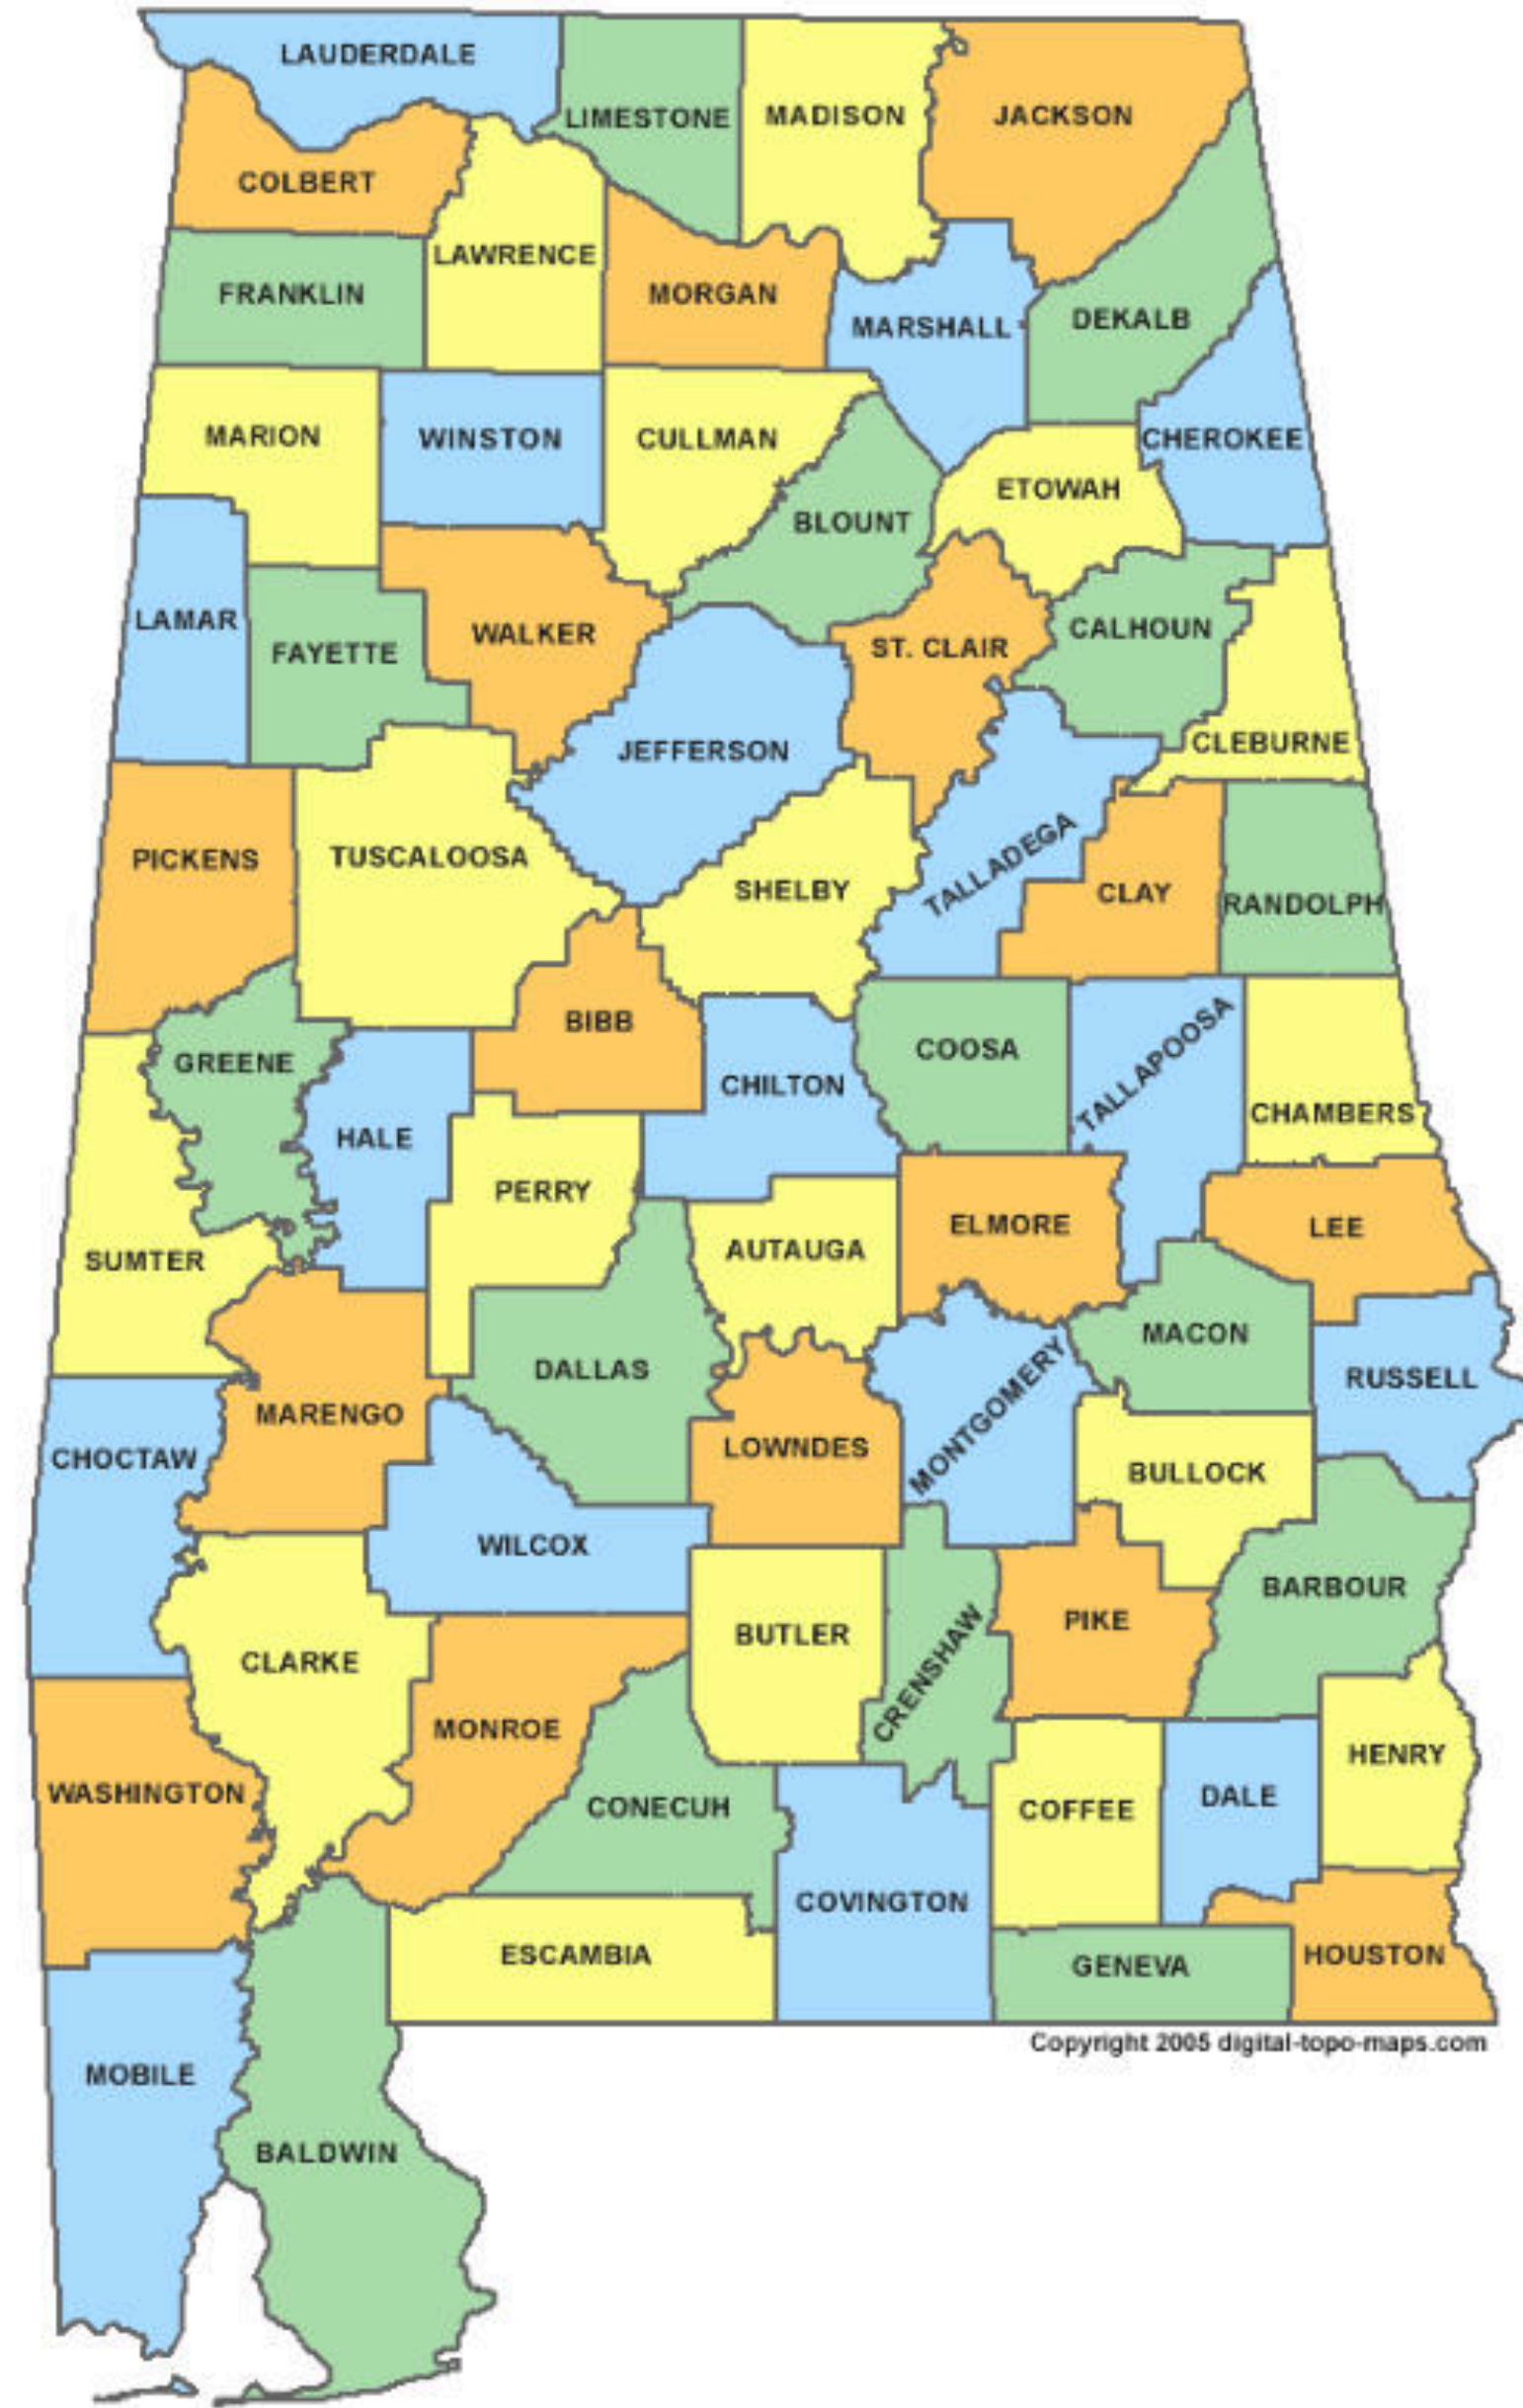 LAUDERDALE
LIMESTONE
MADISON
JACKSON
COLBERT
LAWRENCE
FRANKLIN
MORGAN
MARSHALL
DEKALB
MARION
WINSTON
CULLMAN
CHEROKEE
ETOWAH
BLOUNT
LAMAR
FAYETTE
WALKER
ST. CLAIR
CALHOUN
JEFFERSON
CLEBURNE
PICKENS
TUSCALOOSA
SHELBY
TALLADEGA
CLAY
RANDOLPH
BIBB
GREENE
CHILTON
COOSA
TALLAPOOSA
CHAMBERS
HALE
PERRY
SUMTER
AUTAUGA
ELMORE
LEE
MACON
DALLAS
MARENGO
RUSSELL
CHOCTAW
LOWNDES
MONTGOMERY
BULLOCK
WILCOX
BARBOUR
CLARKE
BUTLER
CRENSHAW
PIKE
MONROE
HENRY
WASHINGTON
CONECUH
COFFEE
DALE
COVINGTON
ESCAMBIA
GENEVA
HOUSTON
Copyright 2005 digital-topo-maps.com
MOBILE
BALDWIN